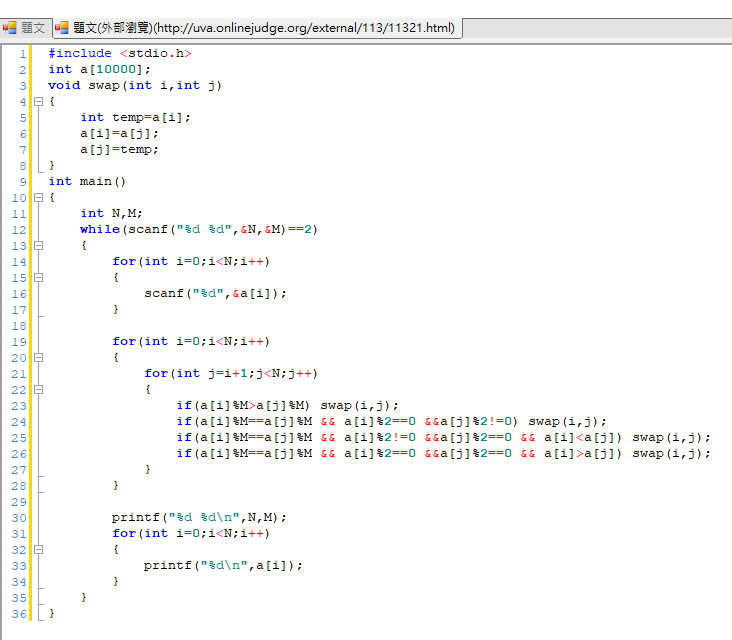 題文 題文(外部瀏覽)(http://uva.onlinejudge.org/external/113/11321.html)
1 #include <stdio.h>
2 int a[10000];
3 void swap(int i,int j)
4 {
5     int temp=a[i];
6     a[i]=a[j];
7     a[j]=temp;
8 }
9 int main()
10 {
11     int N,M;
12     while(scanf("%d %d",&N,&M)==2)
13     {
14         for(int i=0;i<N;i++)
15         {
16             scanf("%d",&a[i]);
17         }
18
19         for(int i=0;i<N;i++)
20         {
21             for(int j=i+1;j<N;j++)
22             {
23                 if(a[i]%M>a[j]%M) swap(i,j);
24                 if(a[i]%M==a[j]%M && a[i]%2==0 &&a[j]%2!=0) swap(i,j);
25                 if(a[i]%M==a[j]%M && a[i]%2!=0 &&a[j]%2==0 && a[i]<a[j]) swap(i,j);
26                 if(a[i]%M==a[j]%M && a[i]%2==0 &&a[j]%2==0 && a[i]>a[j]) swap(i,j);
27             }
28         }
29
30         printf("%d %d\n",N,M);
31         for(int i=0;i<N;i++)
32         {
33             printf("%d\n",a[i]);
34         }
35     }
36 }